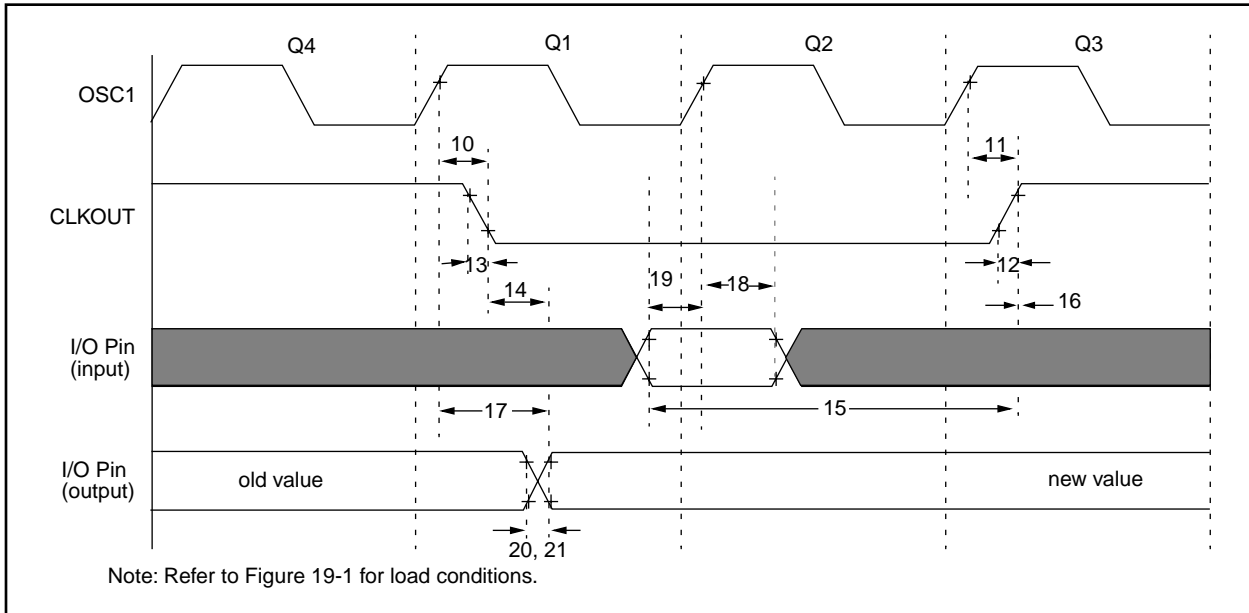 Q4 Q1 Q2 Q3
OSC1
10 11
CLKOUT
13 12
19 18
14 16
I/O Pin
(input)
17 15
I/O Pin
(output)
old value new value
20, 21
Note: Refer to Figure 19-1 for load conditions.